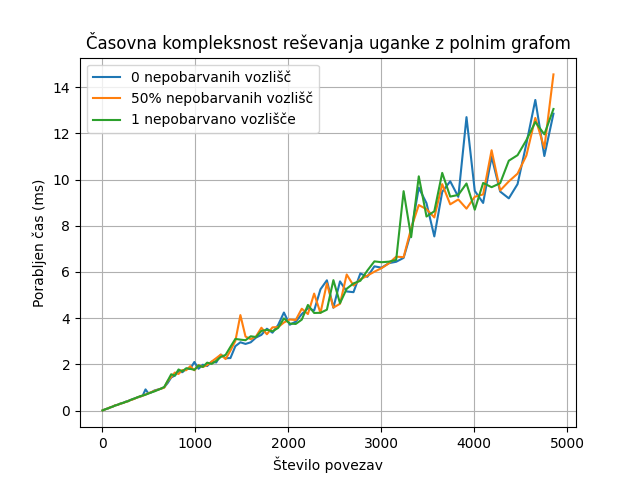 Časovna kompleksnost reševanja uganke z polnim grafom
0 nepobarvanih vozlišč
50% nepobarvanih vozlišč
1 nepobarvano vozlišče
14
12
10
8
6
4
2
0
Porabljen čas (ms)
0 1000 2000 3000 4000 5000
Število povezav